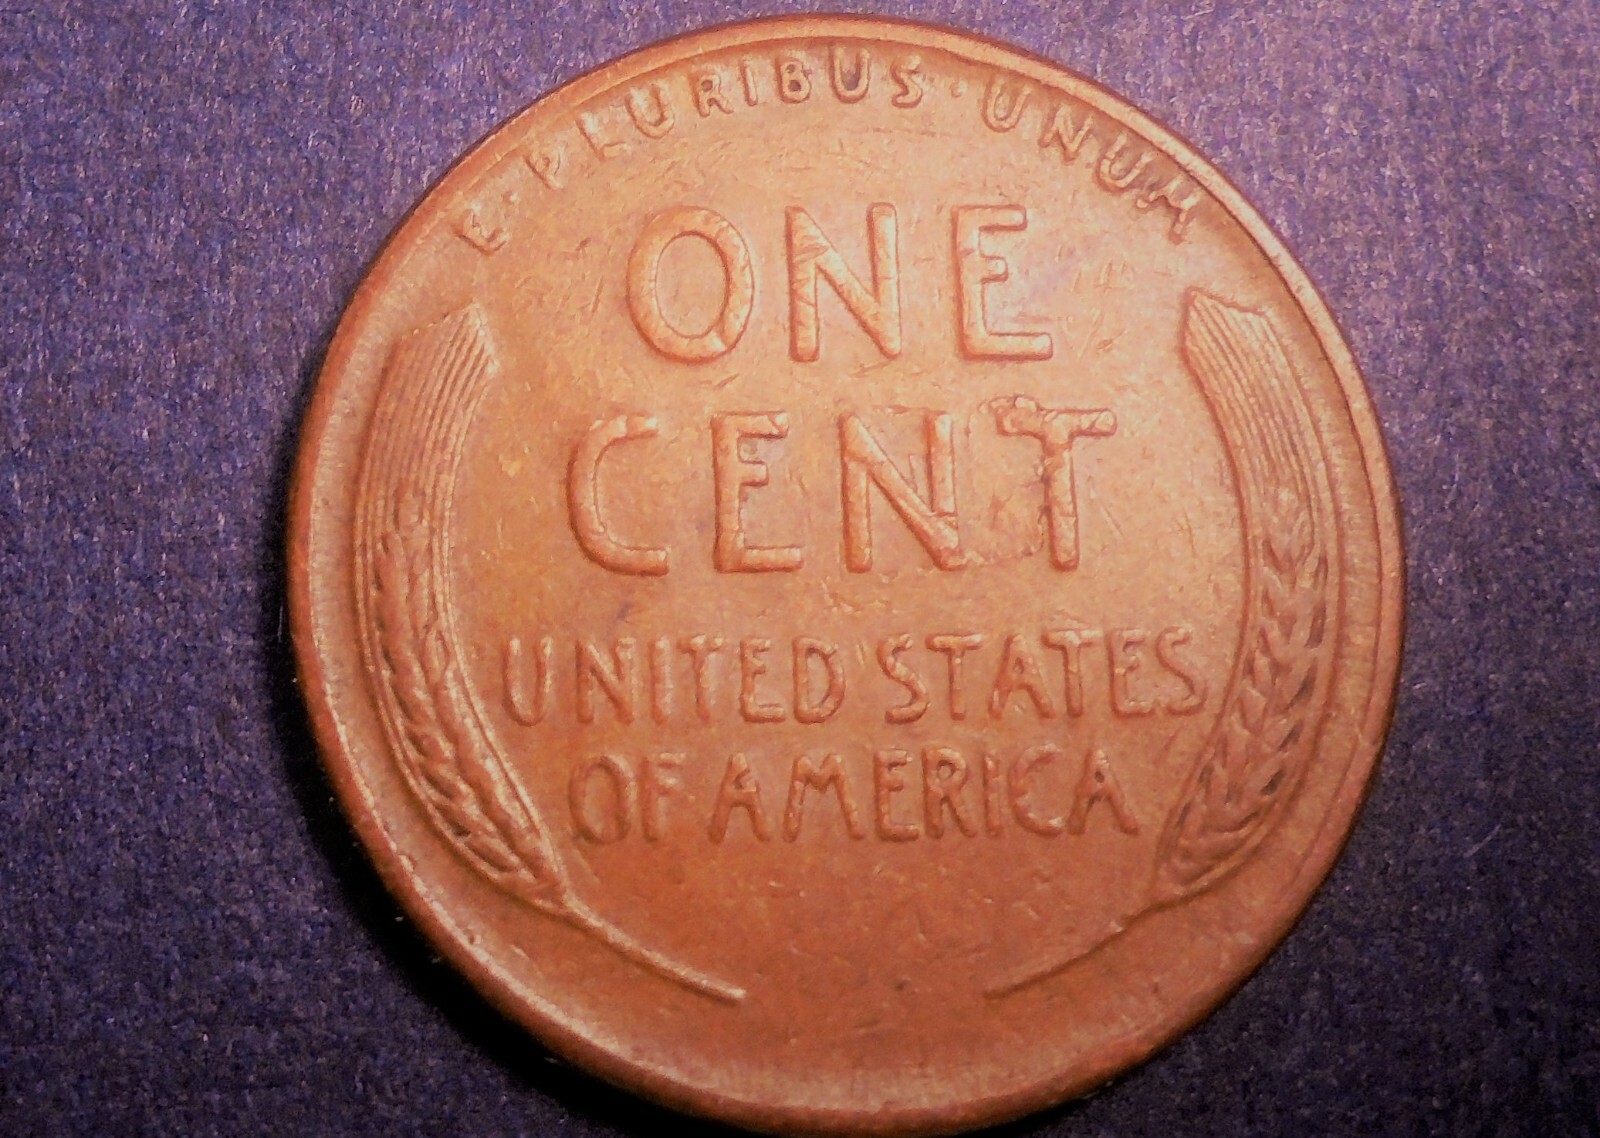 E·PLURIBUS·UNUM
ONE
CENT
UNITED STATES
OF AMERICA